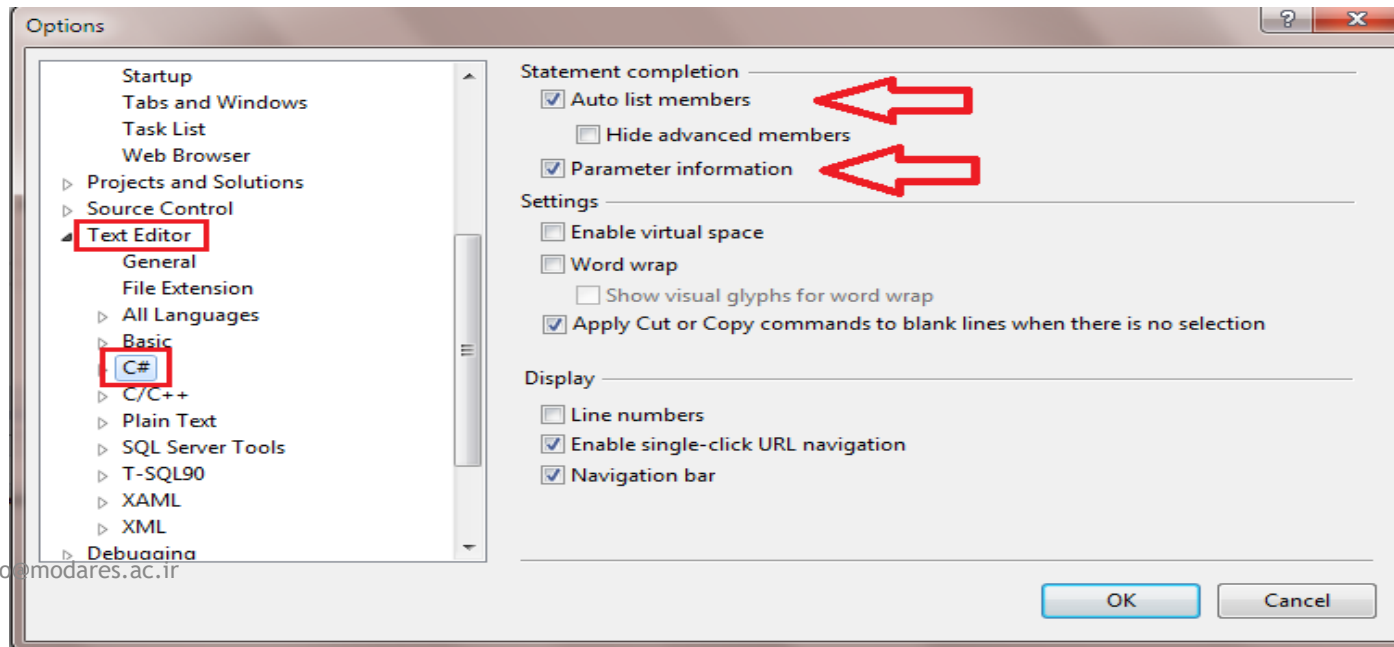 Options
Startup
Tabs and Windows
Task List
Web Browser
Projects and Solutions
Source Control
Text Editor
General
File Extension
All Languages
Basic
C#
C/C++
Plain Text
SQL Server Tools
T-SQL90
XAML
XML
Debugging
Statement completion
Auto list members
Hide advanced members
Parameter information
Settings
Enable virtual space
Word wrap
Show visual glyphs for word wrap
Apply Cut or Copy commands to blank lines when there is no selection
Display
Line numbers
Enable single-click URL navigation
Navigation bar
@modares.ac.ir
OK
Cancel